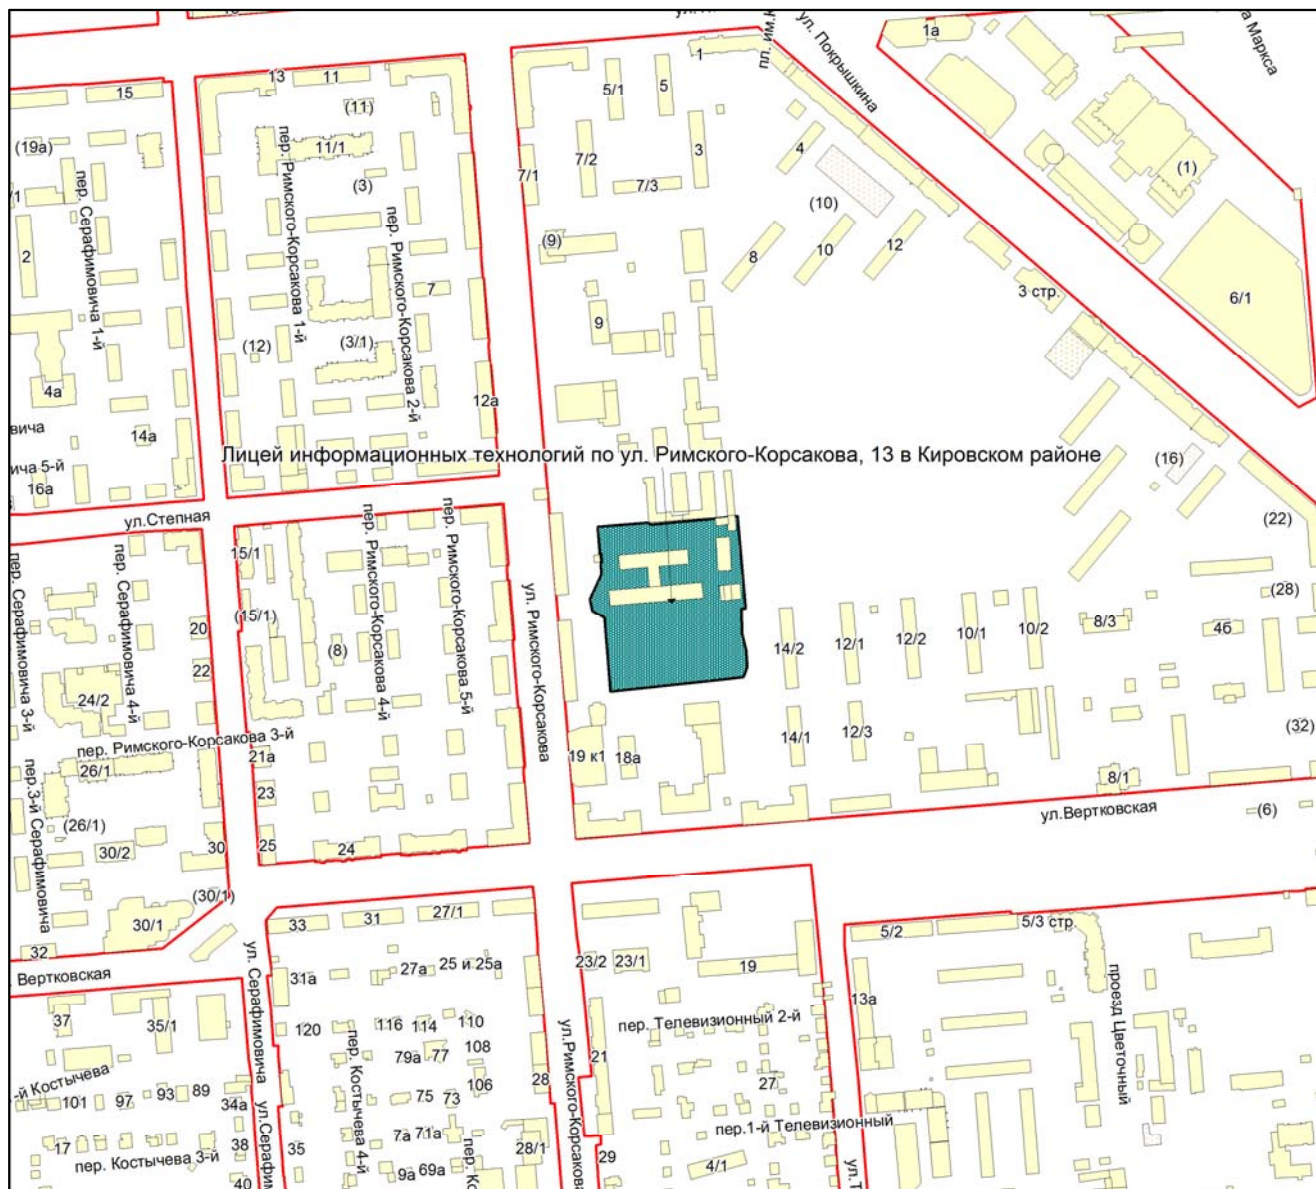 13
11
1
1а
а Маркса
ул. Покрышкина
пл. им.К
15
5/1
5
(11)
(19а)
11/1
пер. Римского-Корсакова 1-й
7/2
3
4
7/1
7/3
(1)
(3)
/1
(10)
пер. Серафимовича 1-й
пер. Римского-Корсакова 2-й
2
(9)
8
10
12
7
3 стр.
6/1
9
(12)
(3/1)
4а
12а
вича
14а
Лицей информационных технологий по ул. Римского-Корсакова, 13 в Кировском районе
ича 5-й
16а
(16)
ул.Степная
(22)
пер. Серафимовича 3-й
пер. Серафимовича 4-й
15/1
пер. Римского-Корсакова 4-й
пер. Римского-Корсакова 5-й
ул. Римского-Корсакова
(28)
(15/1)
20
(8)
14/2
12/1
12/2
10/1
10/2
8/3
4б
22
24/2
(32)
пер. Римского-Корсакова 3-й
14/1
12/3
21а
19 к1
18а
26/1
8/1
23
пер.3-й Серафимовича
ул.Вертковская
(6)
(26/1)
30/2
30
25
24
(30/1)
30/1
33
31
27/1
5/2
5/3 стр.
32
23/2
23/1
19
Вертковская
ул. Серафимовича
31а
27а
25 и 25а
13а
проезд Цветочный
37
35/1
120
116
114
110
ул.Римского-Корсакова
пер. Телевизионный 2-й
пер. Костычева 4-й
79а
77
108
21
-й Костычева
101
97
93
89
34а
75
73
106
28
27
ул.Серафим
17
38
35
7а
71а
28/1
29
пер.1-й Телевизионный
пер. Костычева 3-й
40
9а
69а
пер. Ко
4/1
ул.Т